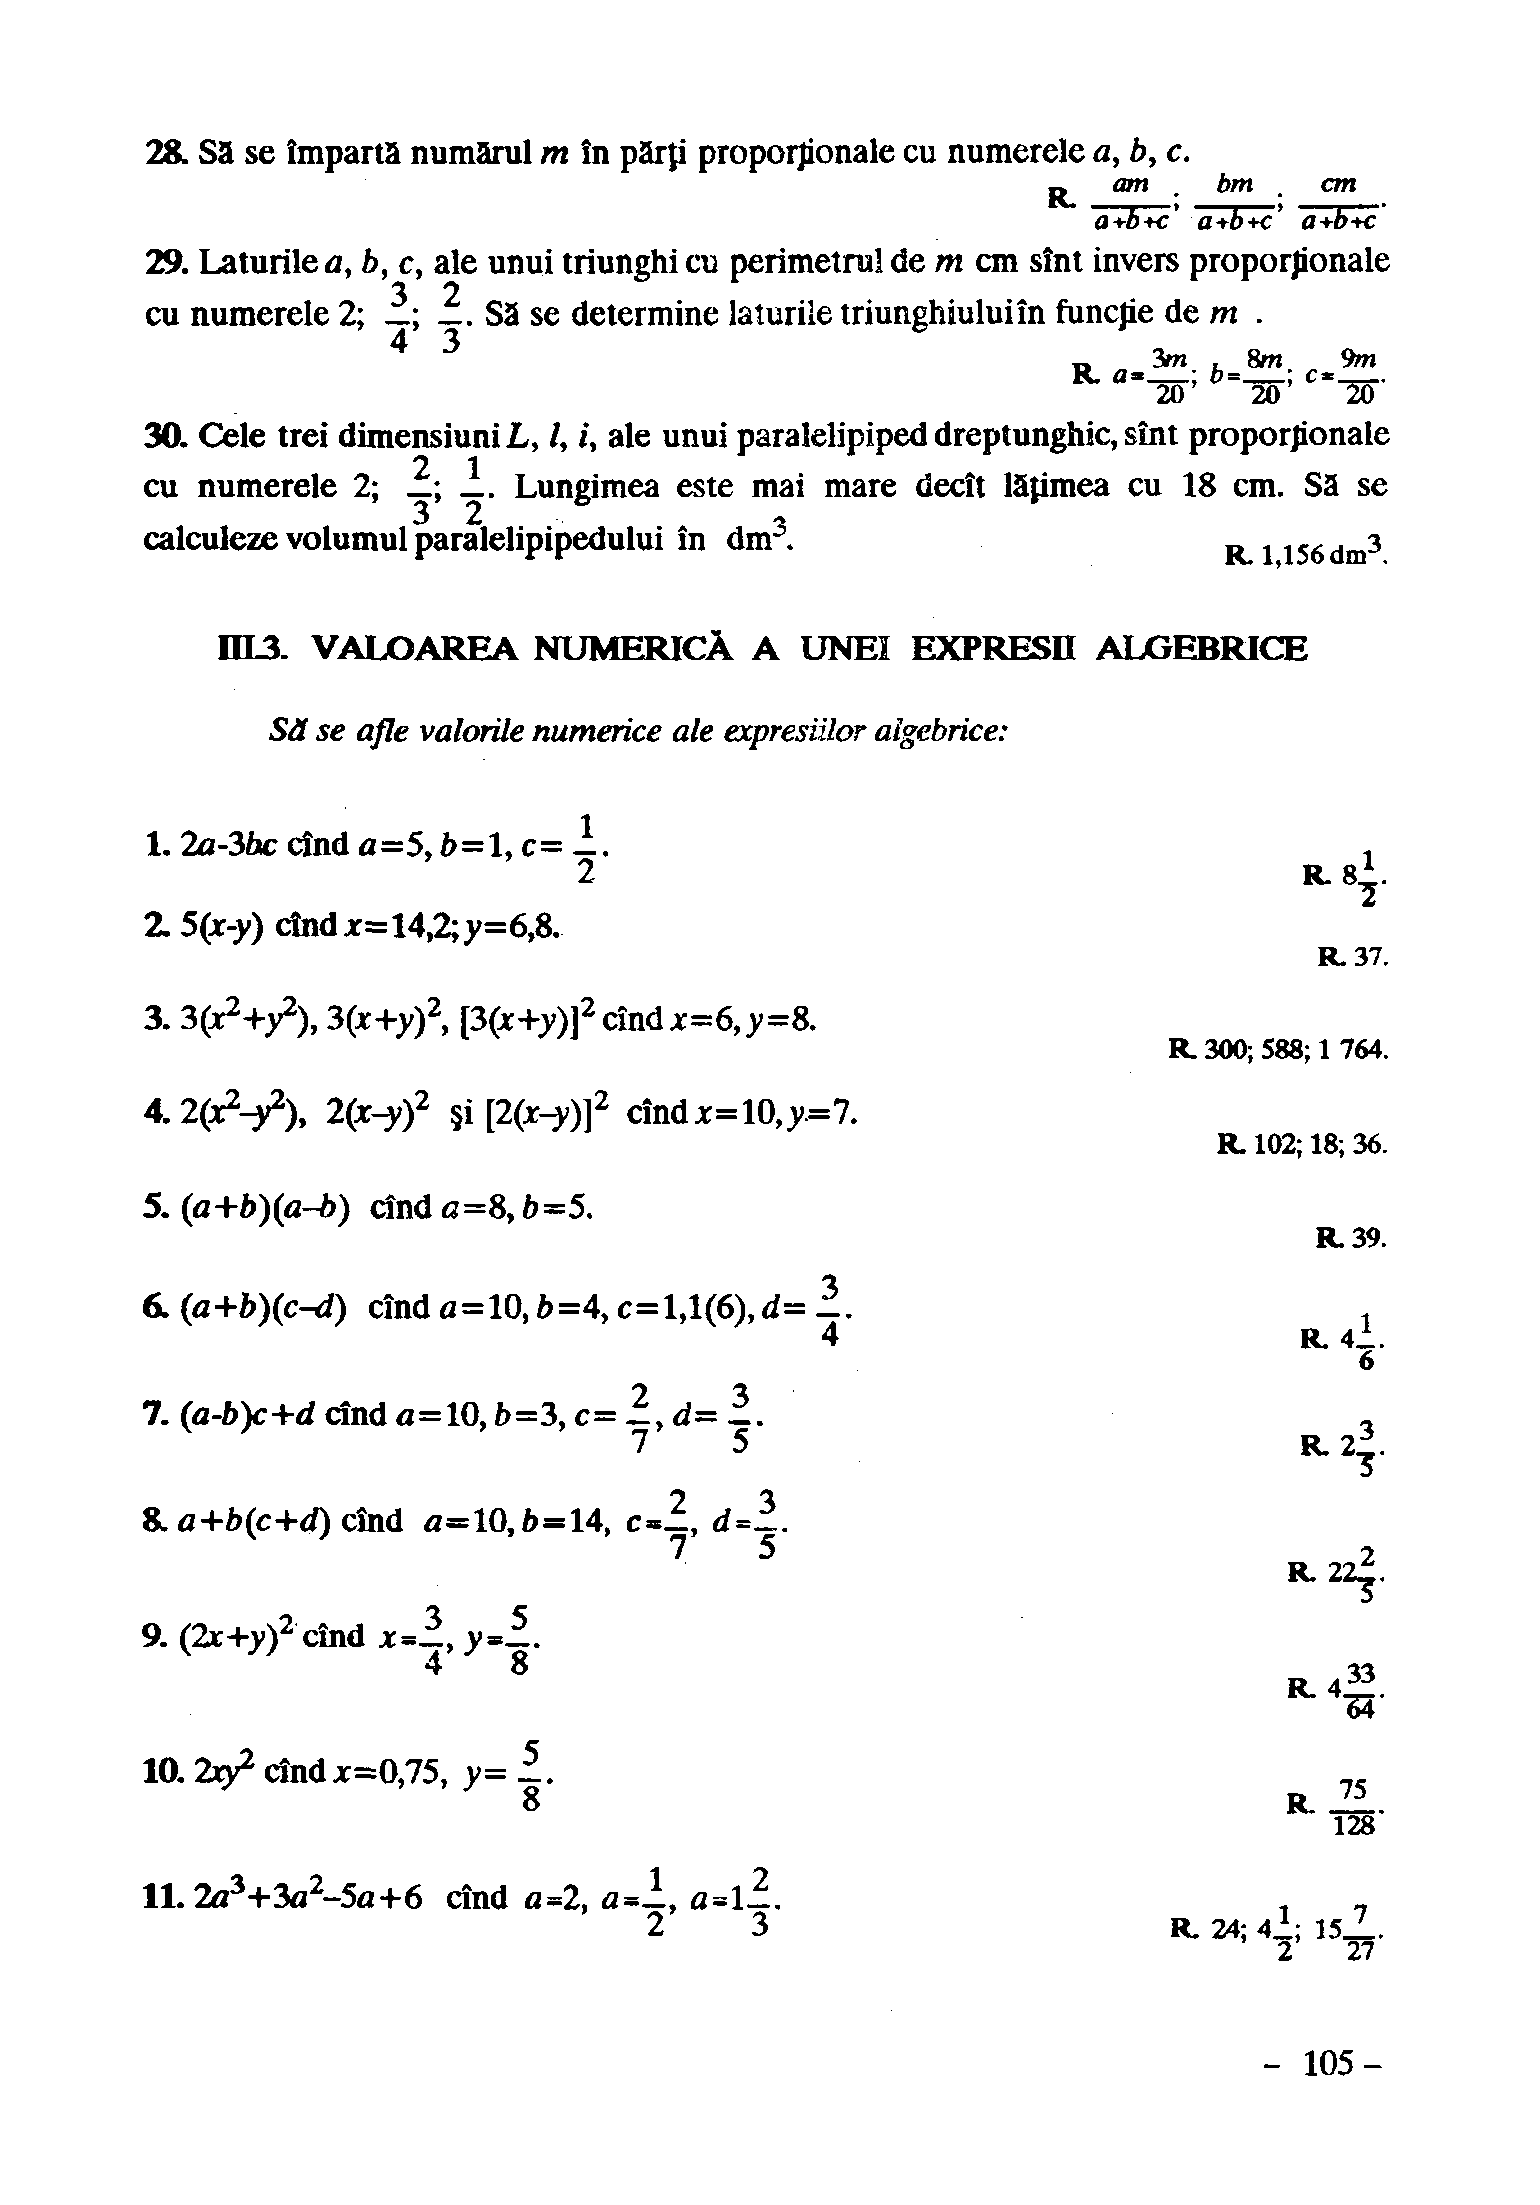 28. Să se împartă numărul m în părţi proporţionale cu numerele a, b, c.
R. am/(a+b+c); bm/(a+b+c); cm/(a+b+c).
29. Laturile a, b, c, ale unui triunghi cu perimetrul de m cm sînt invers proporţionale
cu numerele 2; 3/4; 2/3. Să se determine laturile triunghiului în funcţie de m .
R. a=3m/20; b=8m/20; c=9m/20.
30. Cele trei dimensiuni L, l, i, ale unui paralelipiped dreptunghic, sînt proporţionale
cu numerele 2; 2/3; 1/2. Lungimea este mai mare decît lăţimea cu 18 cm. Să se
calculeze volumul paralelipipedului în dm³.
R. 1,156 dm³.
III.3. VALOAREA NUMERICĂ A UNEI EXPRESII ALGEBRICE
Să se afle valorile numerice ale expresiilor algebrice:
1. 2a-3bc cînd a=5, b=1, c= 1/2.
R. 8 1/2.
2. 5(x-y) cînd x=14,2; y=6,8.
R. 37.
3. 3(x²+y²), 3(x+y)², [3(x+y)]² cînd x=6, y=8.
R. 300; 588; 1 764.
4. 2(x²–y²), 2(x–y)² şi [2(x–y)]² cînd x=10, y=7.
R. 102; 18; 36.
5. (a+b)(a–b) cînd a=8, b=5.
R. 39.
6. (a+b)(c–d) cînd a=10, b=4, c=1,1(6), d= 3/4.
R. 4 1/6.
7. (a-b)c+d cînd a=10, b=3, c= 2/7, d= 3/5.
R. 2 3/5.
8. a+b(c+d) cînd a=10, b=14, c=2/7, d=3/5.
R. 22 2/5.
9. (2x+y)² cînd x=3/4, y=5/8.
R. 4 33/64.
10. 2xy² cînd x=0,75, y= 5/8.
R. 75/128.
11. 2a³+3a²–5a+6 cînd a=2, a=1/2, a=1 2/3.
R. 24; 4 1/2; 15 7/27.
– 105 –